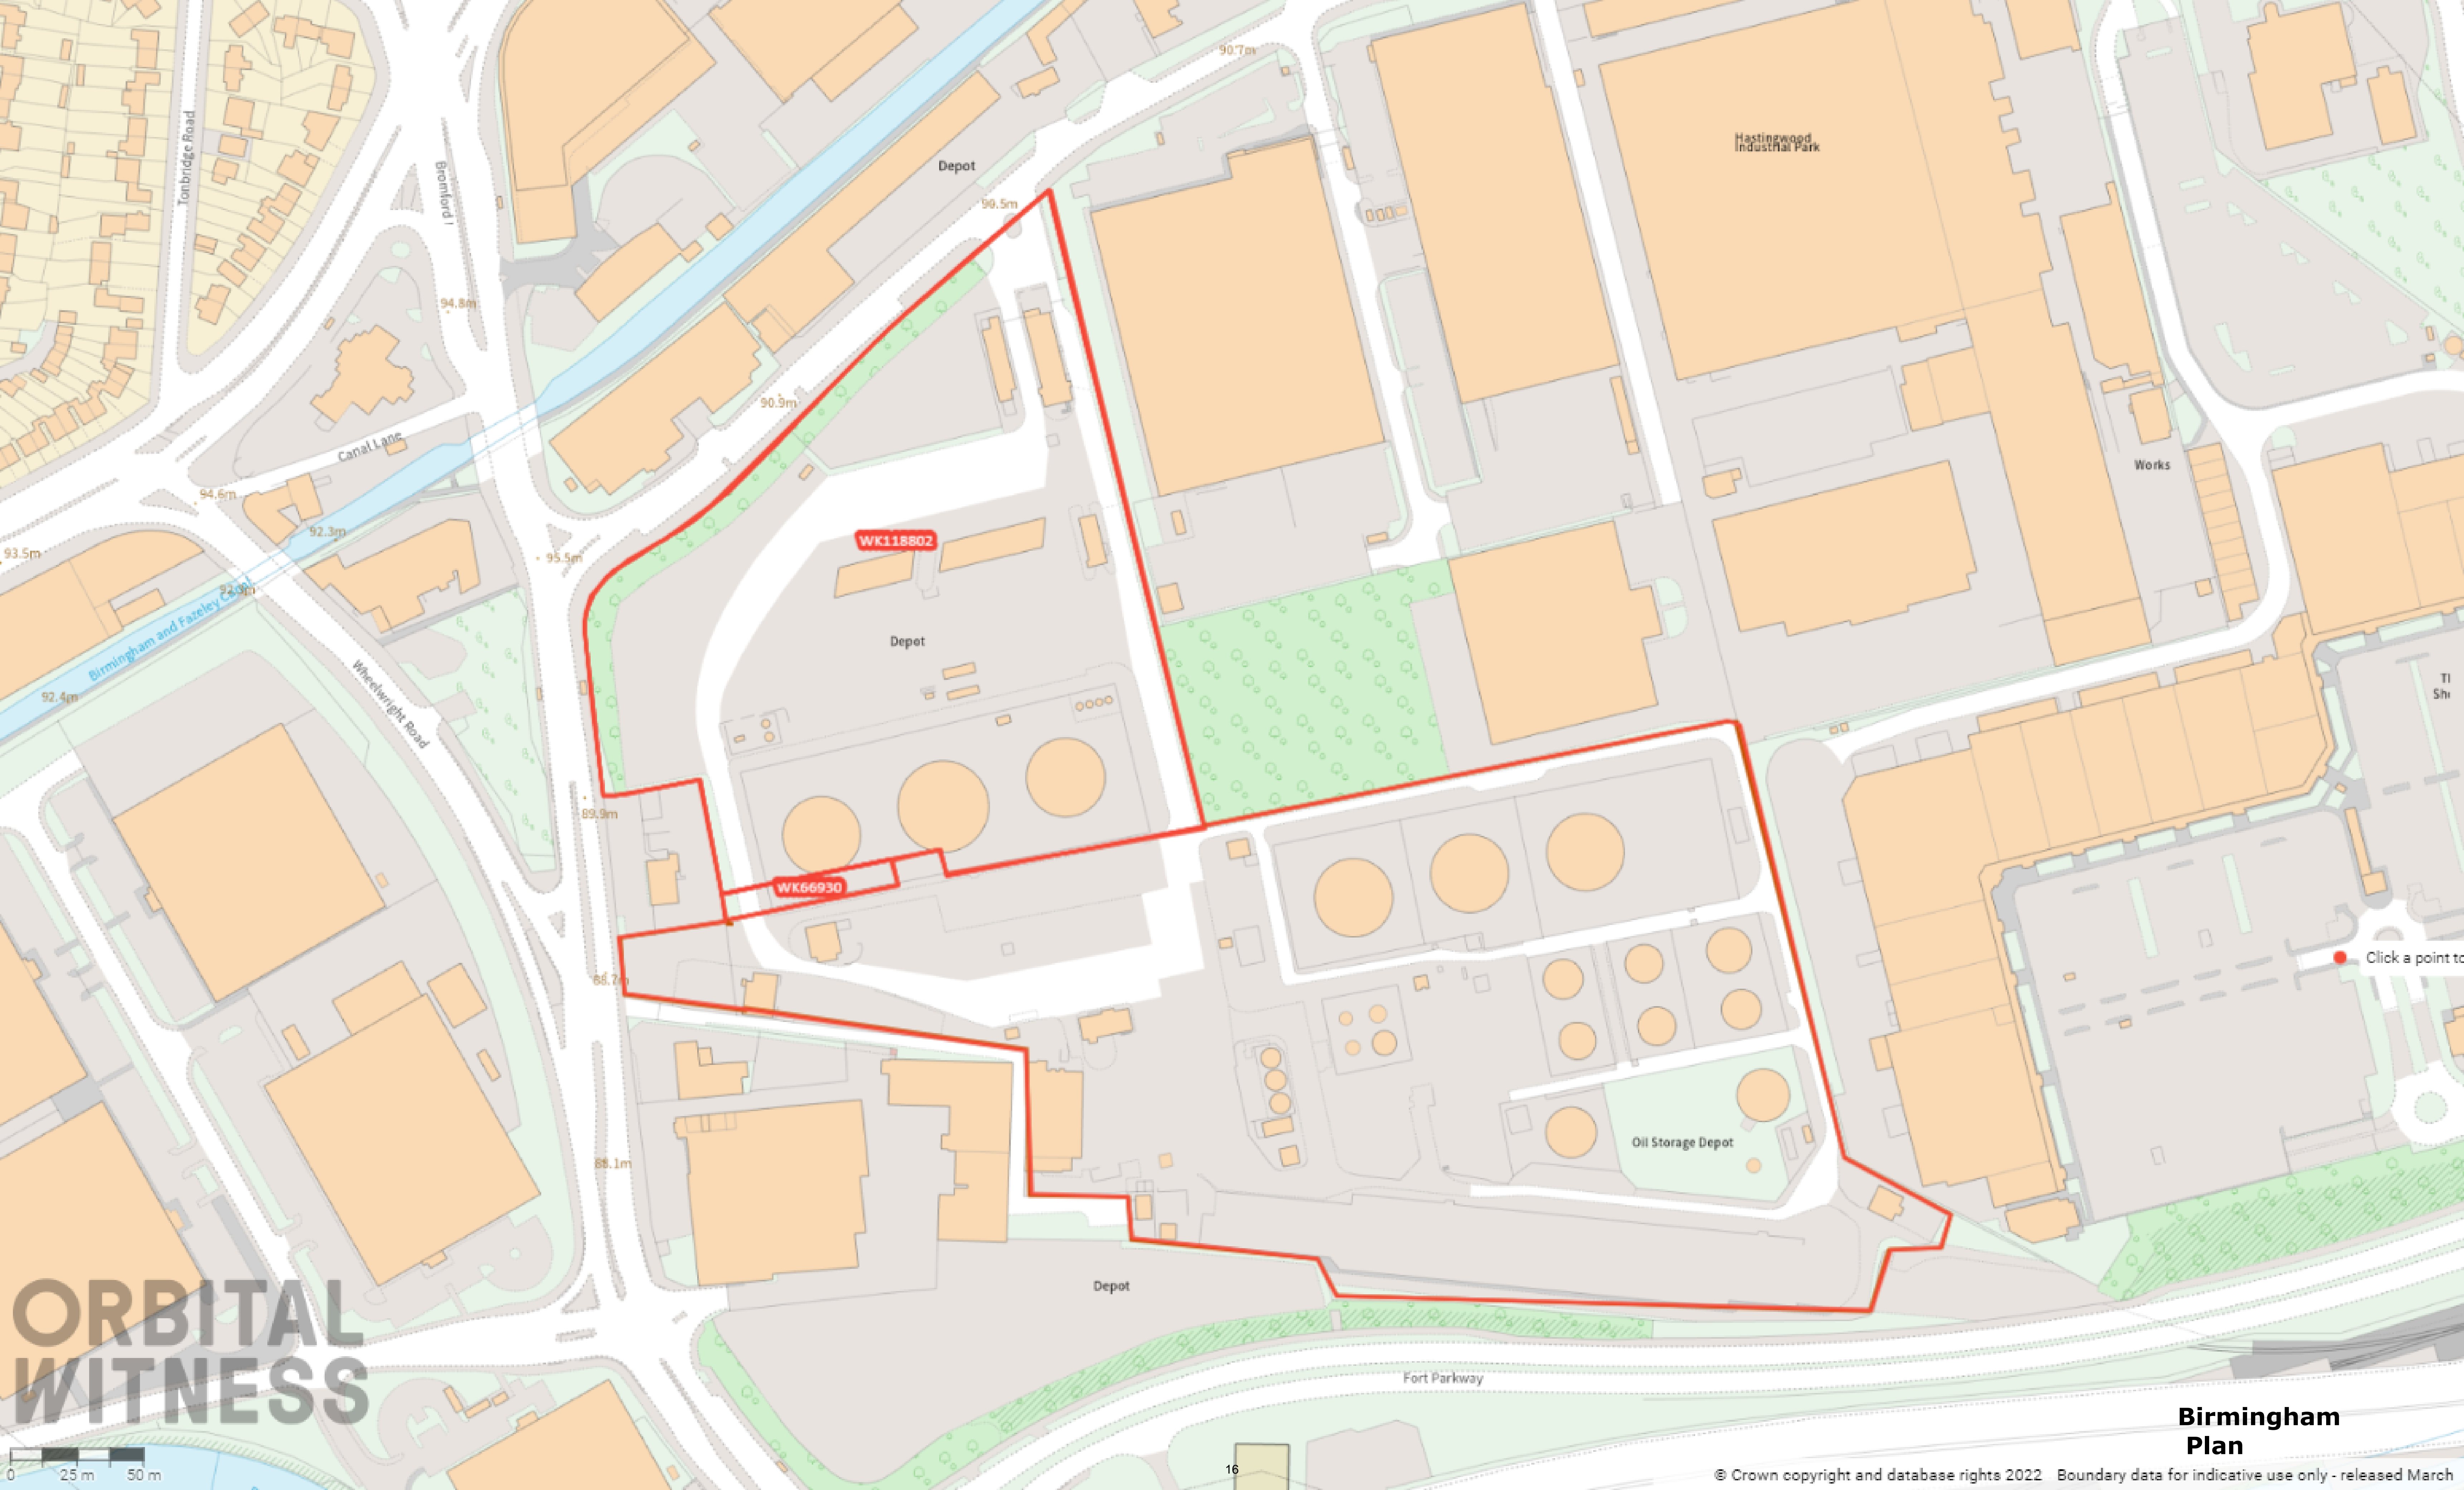 90.7m
Tonbridge Road
Hastingwood
Industrial Park
Depot
Bromford
90.5m
94.8m
90.9m
Canal Lane
Works
94.6m
92.3m
WK118802
93.5m
95.5m
Birmingham and Fazeley Canal
Depot
Wheelwright Road
92.4m
Tl
Sh
89.9m
WK66930
Click a point to
88.7m
Oil Storage Depot
88.1m
Depot
ORBITAL
WITNESS
Fort Parkway
Birmingham
Plan
0 25 m 50 m
16
© Crown copyright and database rights 2022 Boundary data for indicative use only - released March